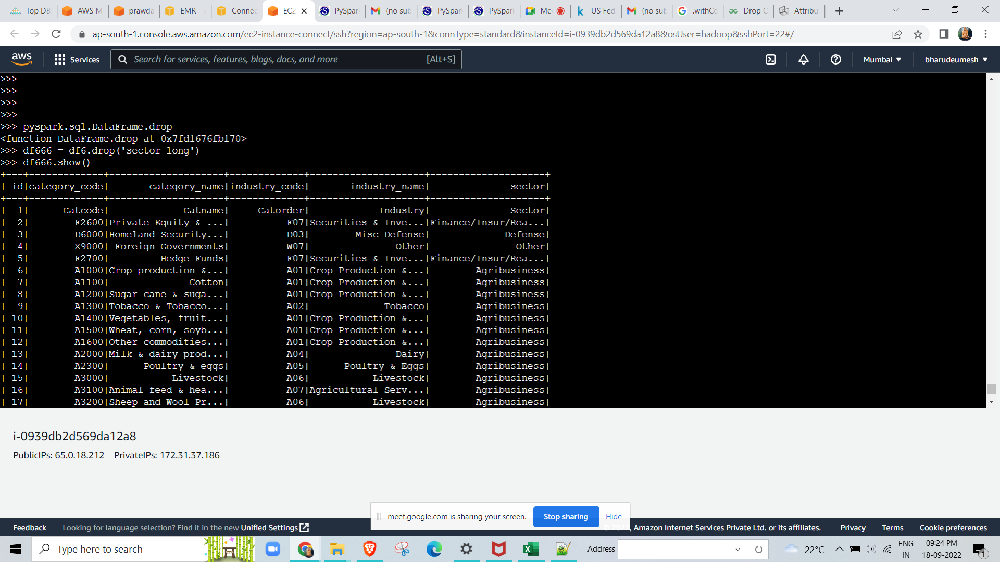 Top DB
AWS M
prawda
EMR –
Connec
EC2
PySpark
(no sub
PySpark
PySpark
Me
US Fed
(no sub
.withCo
Drop C
Attribu
ap-south-1.console.aws.amazon.com/ec2-instance-connect/ssh?region=ap-south-1&connType=standard&instanceId=i-0939db2d569da12a8&osUser=hadoop&sshPort=22#/
aws Services Search for services, features, blogs, docs, and more [Alt+S] Mumbai ▼ bharudeumesh ▼
>>>
>>>
>>>
>>>
>>> pyspark.sql.DataFrame.drop
<function DataFrame.drop at 0x7fd1676fb170>
>>> df666 = df6.drop('sector_long')
>>> df666.show()
+---+-------------+--------------------+-------------+--------------------+--------------------+
| id|category_code|       category_name|industry_code|       industry_name|              sector|
+---+-------------+--------------------+-------------+--------------------+--------------------+
|  1|      Catcode|             Catname|     Catorder|            Industry|              Sector|
|  2|        F2600|Private Equity & ...|          F07|Securities & Inve...|Finance/Insur/Rea...|
|  3|        D6000|Homeland Security...|          D03|        Misc Defense|             Defense|
|  4|        X9000| Foreign Governments|          W07|               Other|               Other|
|  5|        F2700|         Hedge Funds|          F07|Securities & Inve...|Finance/Insur/Rea...|
|  6|        A1000|Crop production &...|          A01|Crop Production &...|        Agribusiness|
|  7|        A1100|              Cotton|          A01|Crop Production &...|        Agribusiness|
|  8|        A1200|Sugar cane & suga...|          A01|Crop Production &...|        Agribusiness|
|  9|        A1300|Tobacco & Tobacco...|          A02|             Tobacco|        Agribusiness|
| 10|        A1400|Vegetables, fruit...|          A01|Crop Production &...|        Agribusiness|
| 11|        A1500|Wheat, corn, soyb...|          A01|Crop Production &...|        Agribusiness|
| 12|        A1600|Other commodities...|          A01|Crop Production &...|        Agribusiness|
| 13|        A2000|Milk & dairy prod...|          A04|               Dairy|        Agribusiness|
| 14|        A2300|      Poultry & eggs|          A05|      Poultry & Eggs|        Agribusiness|
| 15|        A3000|           Livestock|          A06|           Livestock|        Agribusiness|
| 16|        A3100|Animal feed & hea...|          A07|Agricultural Serv...|        Agribusiness|
| 17|        A3200|Sheep and Wool Pr...|          A06|           Livestock|        Agribusiness|
i-0939db2d569da12a8
PublicIPs: 65.0.18.212 PrivateIPs: 172.31.37.186
meet.google.com is sharing your screen. Stop sharing Hide
Feedback Looking for language selection? Find it in the new Unified Settings , Amazon Internet Services Private Ltd. or its affiliates. Privacy Terms Cookie preferences
Type here to search
Address
22°C
ENG
IN
09:24 PM
18-09-2022
1